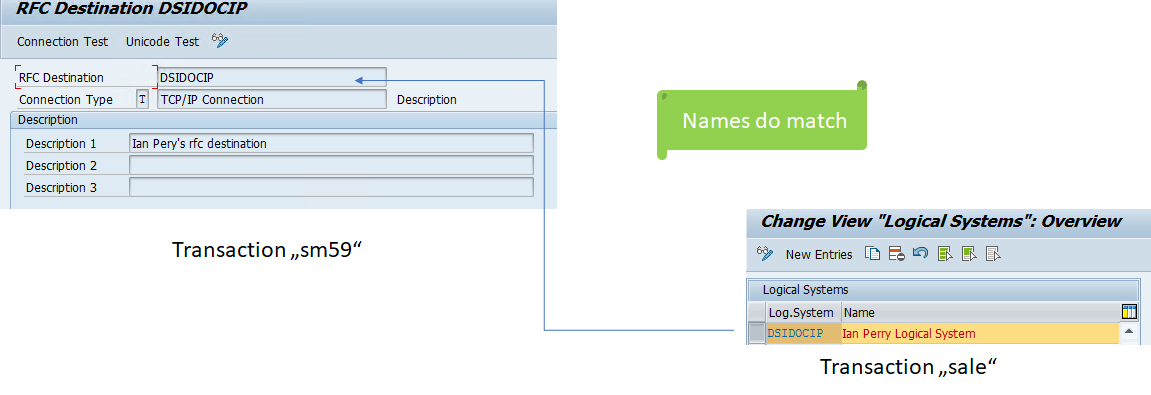 RFC Destination DSIDOCIP
Connection Test Unicode Test
RFC Destination DSIDOCIP
Connection Type T TCP/IP Connection Description
Description
Description 1 Ian Pery's rfc destination
Description 2
Description 3
Transaction „sm59“
Names do match
Change View "Logical Systems": Overview
New Entries
Logical Systems
Log.System Name
DSIDOCIP Ian Perry Logical System
Transaction „sale“